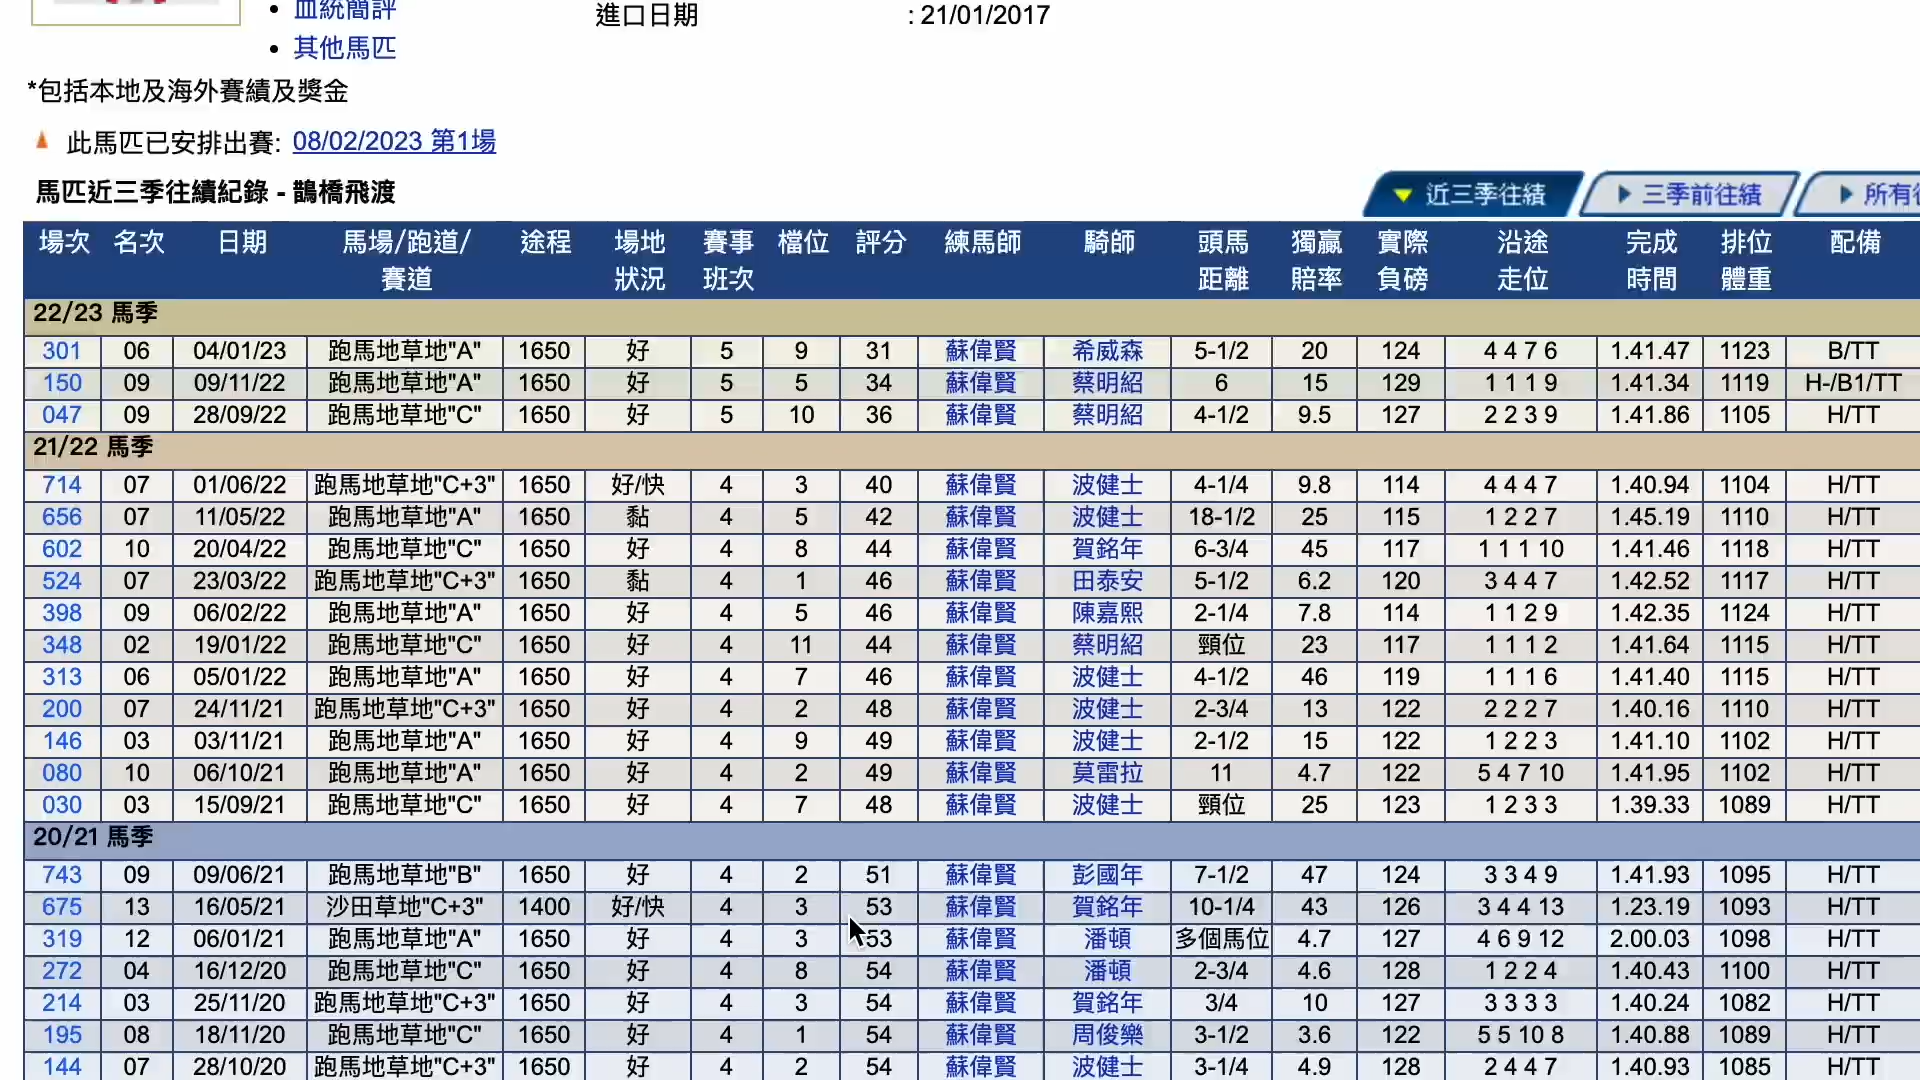 血統簡評
進口日期 : 21/01/2017
其他馬匹
*包括本地及海外賽績及獎金
此馬匹已安排出賽: 08/02/2023 第1場
馬匹近三季往績紀錄 - 鵲橋飛渡
近三季往績 三季前往績 所有
場次 名次 日期 馬場/跑道/賽道 途程 場地狀況 賽事班次 檔位 評分 練馬師 騎師 頭馬距離 獨贏賠率 實際負磅 沿途走位 完成時間 排位體重 配備
22/23 馬季
301 06 04/01/23 跑馬地草地"A" 1650 好 5 9 31 蘇偉賢 希威森 5-1/2 20 124 4 4 7 6 1.41.47 1123 B/TT
150 09 09/11/22 跑馬地草地"A" 1650 好 5 5 34 蘇偉賢 蔡明紹 6 15 129 1 1 1 9 1.41.34 1119 H-/B1/TT
047 09 28/09/22 跑馬地草地"C" 1650 好 5 10 36 蘇偉賢 蔡明紹 4-1/2 9.5 127 2 2 3 9 1.41.86 1105 H/TT
21/22 馬季
714 07 01/06/22 跑馬地草地"C+3" 1650 好/快 4 3 40 蘇偉賢 波健士 4-1/4 9.8 114 4 4 4 7 1.40.94 1104 H/TT
656 07 11/05/22 跑馬地草地"A" 1650 黏 4 5 42 蘇偉賢 波健士 18-1/2 25 115 1 2 2 7 1.45.19 1110 H/TT
602 10 20/04/22 跑馬地草地"C" 1650 好 4 8 44 蘇偉賢 賀銘年 6-3/4 45 117 1 1 1 10 1.41.46 1118 H/TT
524 07 23/03/22 跑馬地草地"C+3" 1650 黏 4 1 46 蘇偉賢 田泰安 5-1/2 6.2 120 3 4 4 7 1.42.52 1117 H/TT
398 09 06/02/22 跑馬地草地"A" 1650 好 4 5 46 蘇偉賢 陳嘉熙 2-1/4 7.8 114 1 1 2 9 1.42.35 1124 H/TT
348 02 19/01/22 跑馬地草地"C" 1650 好 4 11 44 蘇偉賢 蔡明紹 頸位 23 117 1 1 1 2 1.41.64 1115 H/TT
313 06 05/01/22 跑馬地草地"A" 1650 好 4 7 46 蘇偉賢 波健士 4-1/2 46 119 1 1 1 6 1.41.40 1115 H/TT
200 07 24/11/21 跑馬地草地"C+3" 1650 好 4 2 48 蘇偉賢 波健士 2-3/4 13 122 2 2 2 7 1.40.16 1110 H/TT
146 03 03/11/21 跑馬地草地"A" 1650 好 4 9 49 蘇偉賢 波健士 2-1/2 15 122 1 2 2 3 1.41.10 1102 H/TT
080 10 06/10/21 跑馬地草地"A" 1650 好 4 2 49 蘇偉賢 莫雷拉 11 4.7 122 5 4 7 10 1.41.95 1102 H/TT
030 03 15/09/21 跑馬地草地"C" 1650 好 4 7 48 蘇偉賢 波健士 頸位 25 123 1 2 3 3 1.39.33 1089 H/TT
20/21 馬季
743 09 09/06/21 跑馬地草地"B" 1650 好 4 2 51 蘇偉賢 彭國年 7-1/2 47 124 3 3 4 9 1.41.93 1095 H/TT
675 13 16/05/21 沙田草地"C+3" 1400 好/快 4 3 53 蘇偉賢 賀銘年 10-1/4 43 126 3 4 4 13 1.23.19 1093 H/TT
319 12 06/01/21 跑馬地草地"A" 1650 好 4 3 53 蘇偉賢 潘頓 多個馬位 4.7 127 4 6 9 12 2.00.03 1098 H/TT
272 04 16/12/20 跑馬地草地"C" 1650 好 4 8 54 蘇偉賢 潘頓 2-3/4 4.6 128 1 2 2 4 1.40.43 1100 H/TT
214 03 25/11/20 跑馬地草地"C+3" 1650 好 4 3 54 蘇偉賢 賀銘年 3/4 10 127 3 3 3 3 1.40.24 1082 H/TT
195 08 18/11/20 跑馬地草地"C" 1650 好 4 1 54 蘇偉賢 周俊樂 3-1/2 3.6 122 5 5 10 8 1.40.88 1089 H/TT
144 07 28/10/20 跑馬地草地"C+3" 1650 好 4 2 54 蘇偉賢 波健士 3-1/4 4.9 128 2 4 4 7 1.40.93 1085 H/TT